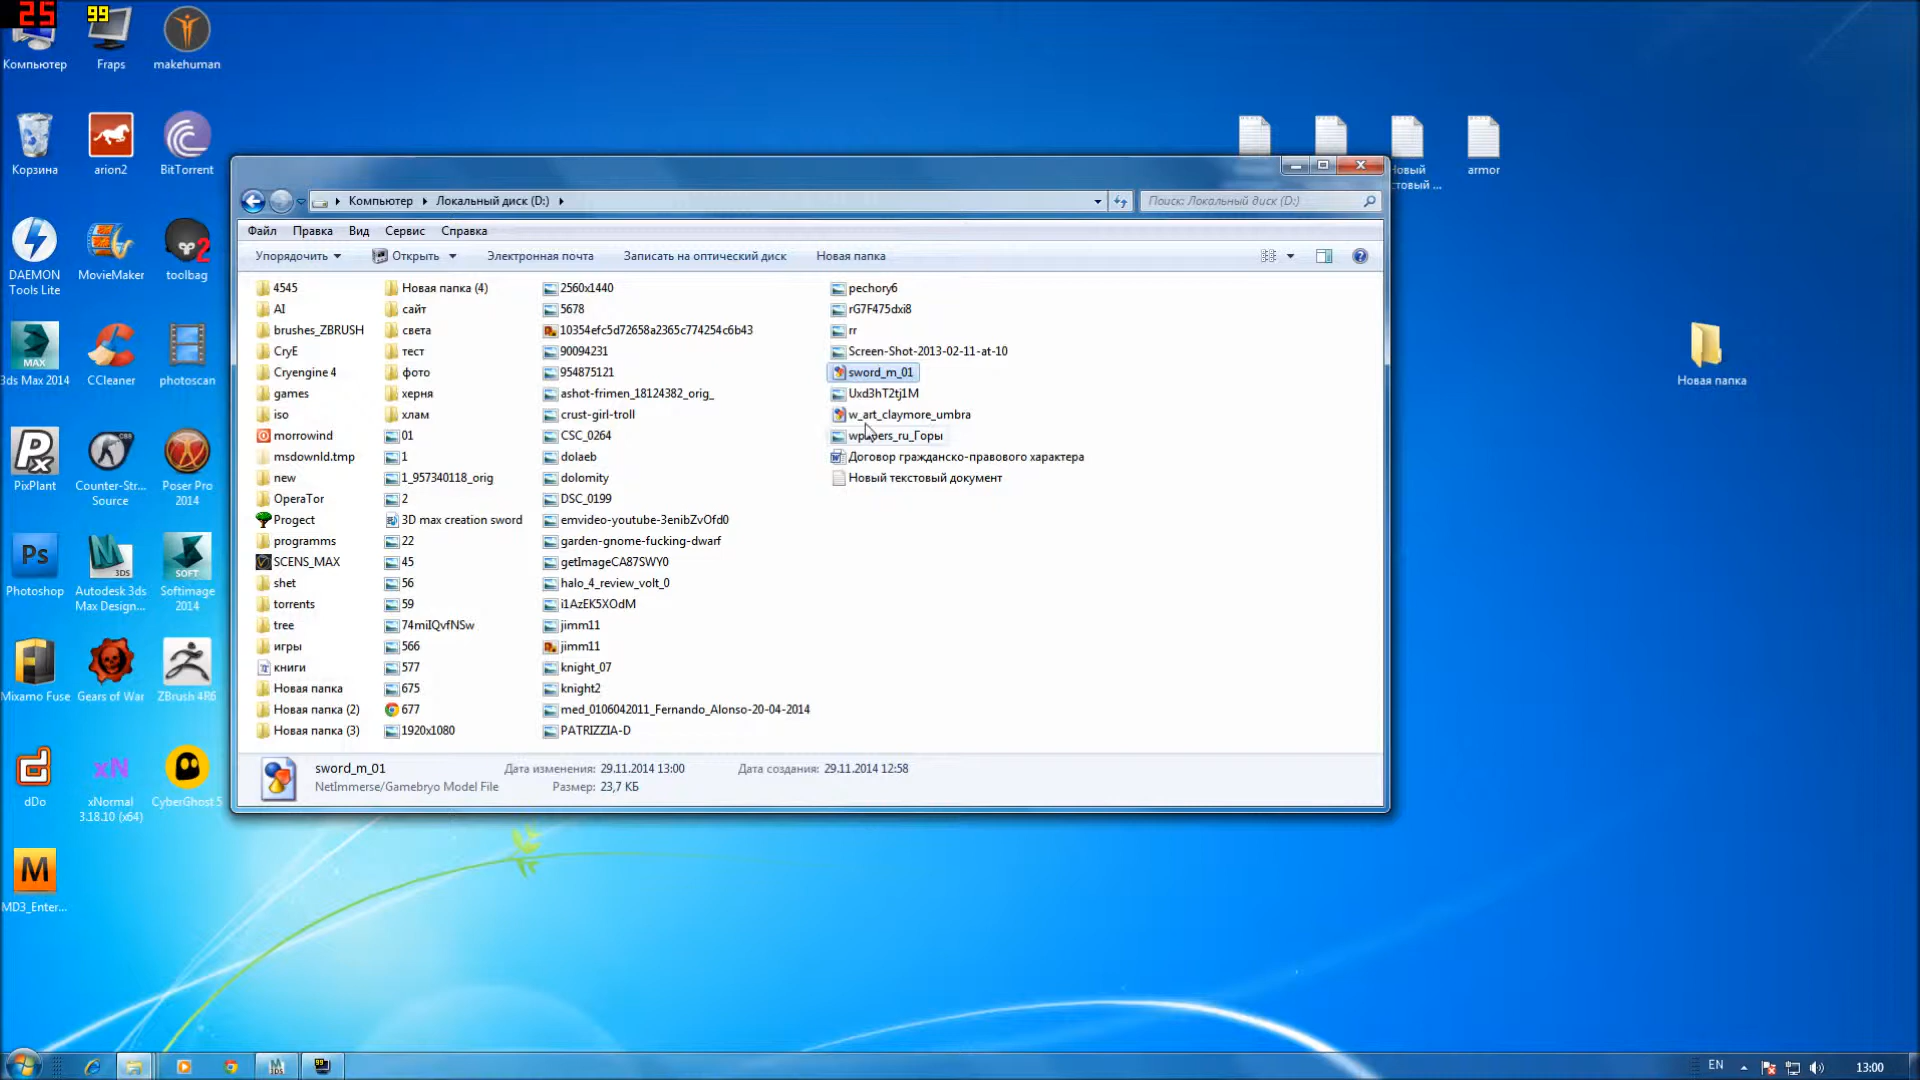 25
99
Компьютер
Fraps
makehuman
Корзина
arion2
BitTorrent
DAEMON
Tools Lite
MovieMaker
toolbag
MAX
3ds Max 2014
CCleaner
photoscan
PixPlant
Counter-Str...
Source
Poser Pro
2014
Photoshop
Autodesk 3ds
Max Design...
Softimage
2014
Mixamo Fuse
Gears of War
ZBrush 4R6
dDo
xNormal
3.18.10 (x64)
CyberGhost 5
MD3_Enter...
armor
Новая папка
Компьютер
Локальный диск (D:)
Поиск: Локальный диск (D:)
Файл
Правка
Вид
Сервис
Справка
Упорядочить
Открыть
Электронная почта
Записать на оптический диск
Новая папка
4545
AI
brushes_ZBRUSH
CryE
Cryengine 4
games
iso
morrowind
msdownld.tmp
new
OperaTor
Progect
programms
SCENS_MAX
shet
torrents
tree
игры
книги
Новая папка
Новая папка (2)
Новая папка (3)
Новая папка (4)
сайт
света
тест
фото
херня
хлам
01
1
1_957340118_orig
2
3D max creation sword
22
45
56
59
74miIQvfNSw
566
577
675
677
1920x1080
2560x1440
5678
10354efc5d72658a2365c774254c6b43
90094231
954875121
ashot-frimen_18124382_orig_
crust-girl-troll
CSC_0264
dolaeb
dolomity
DSC_0199
emvideo-youtube-3enibZvOfd0
garden-gnome-fucking-dwarf
getImageCA87SWY0
halo_4_review_volt_0
i1AzEK5XOdM
jimm11
jimm11
knight_07
knight2
med_0106042011_Fernando_Alonso-20-04-2014
PATRIZZIA-D
pechory6
rG7F475dxi8
rr
Screen-Shot-2013-02-11-at-10
sword_m_01
Uxd3hT2tj1M
w_art_claymore_umbra
Договор гражданско-правового характера
Новый текстовый документ
sword_m_01
NetImmerse/Gamebryo Model File
Дата изменения: 29.11.2014 13:00
Размер: 23,7 КБ
Дата создания: 29.11.2014 12:58
EN
13:00